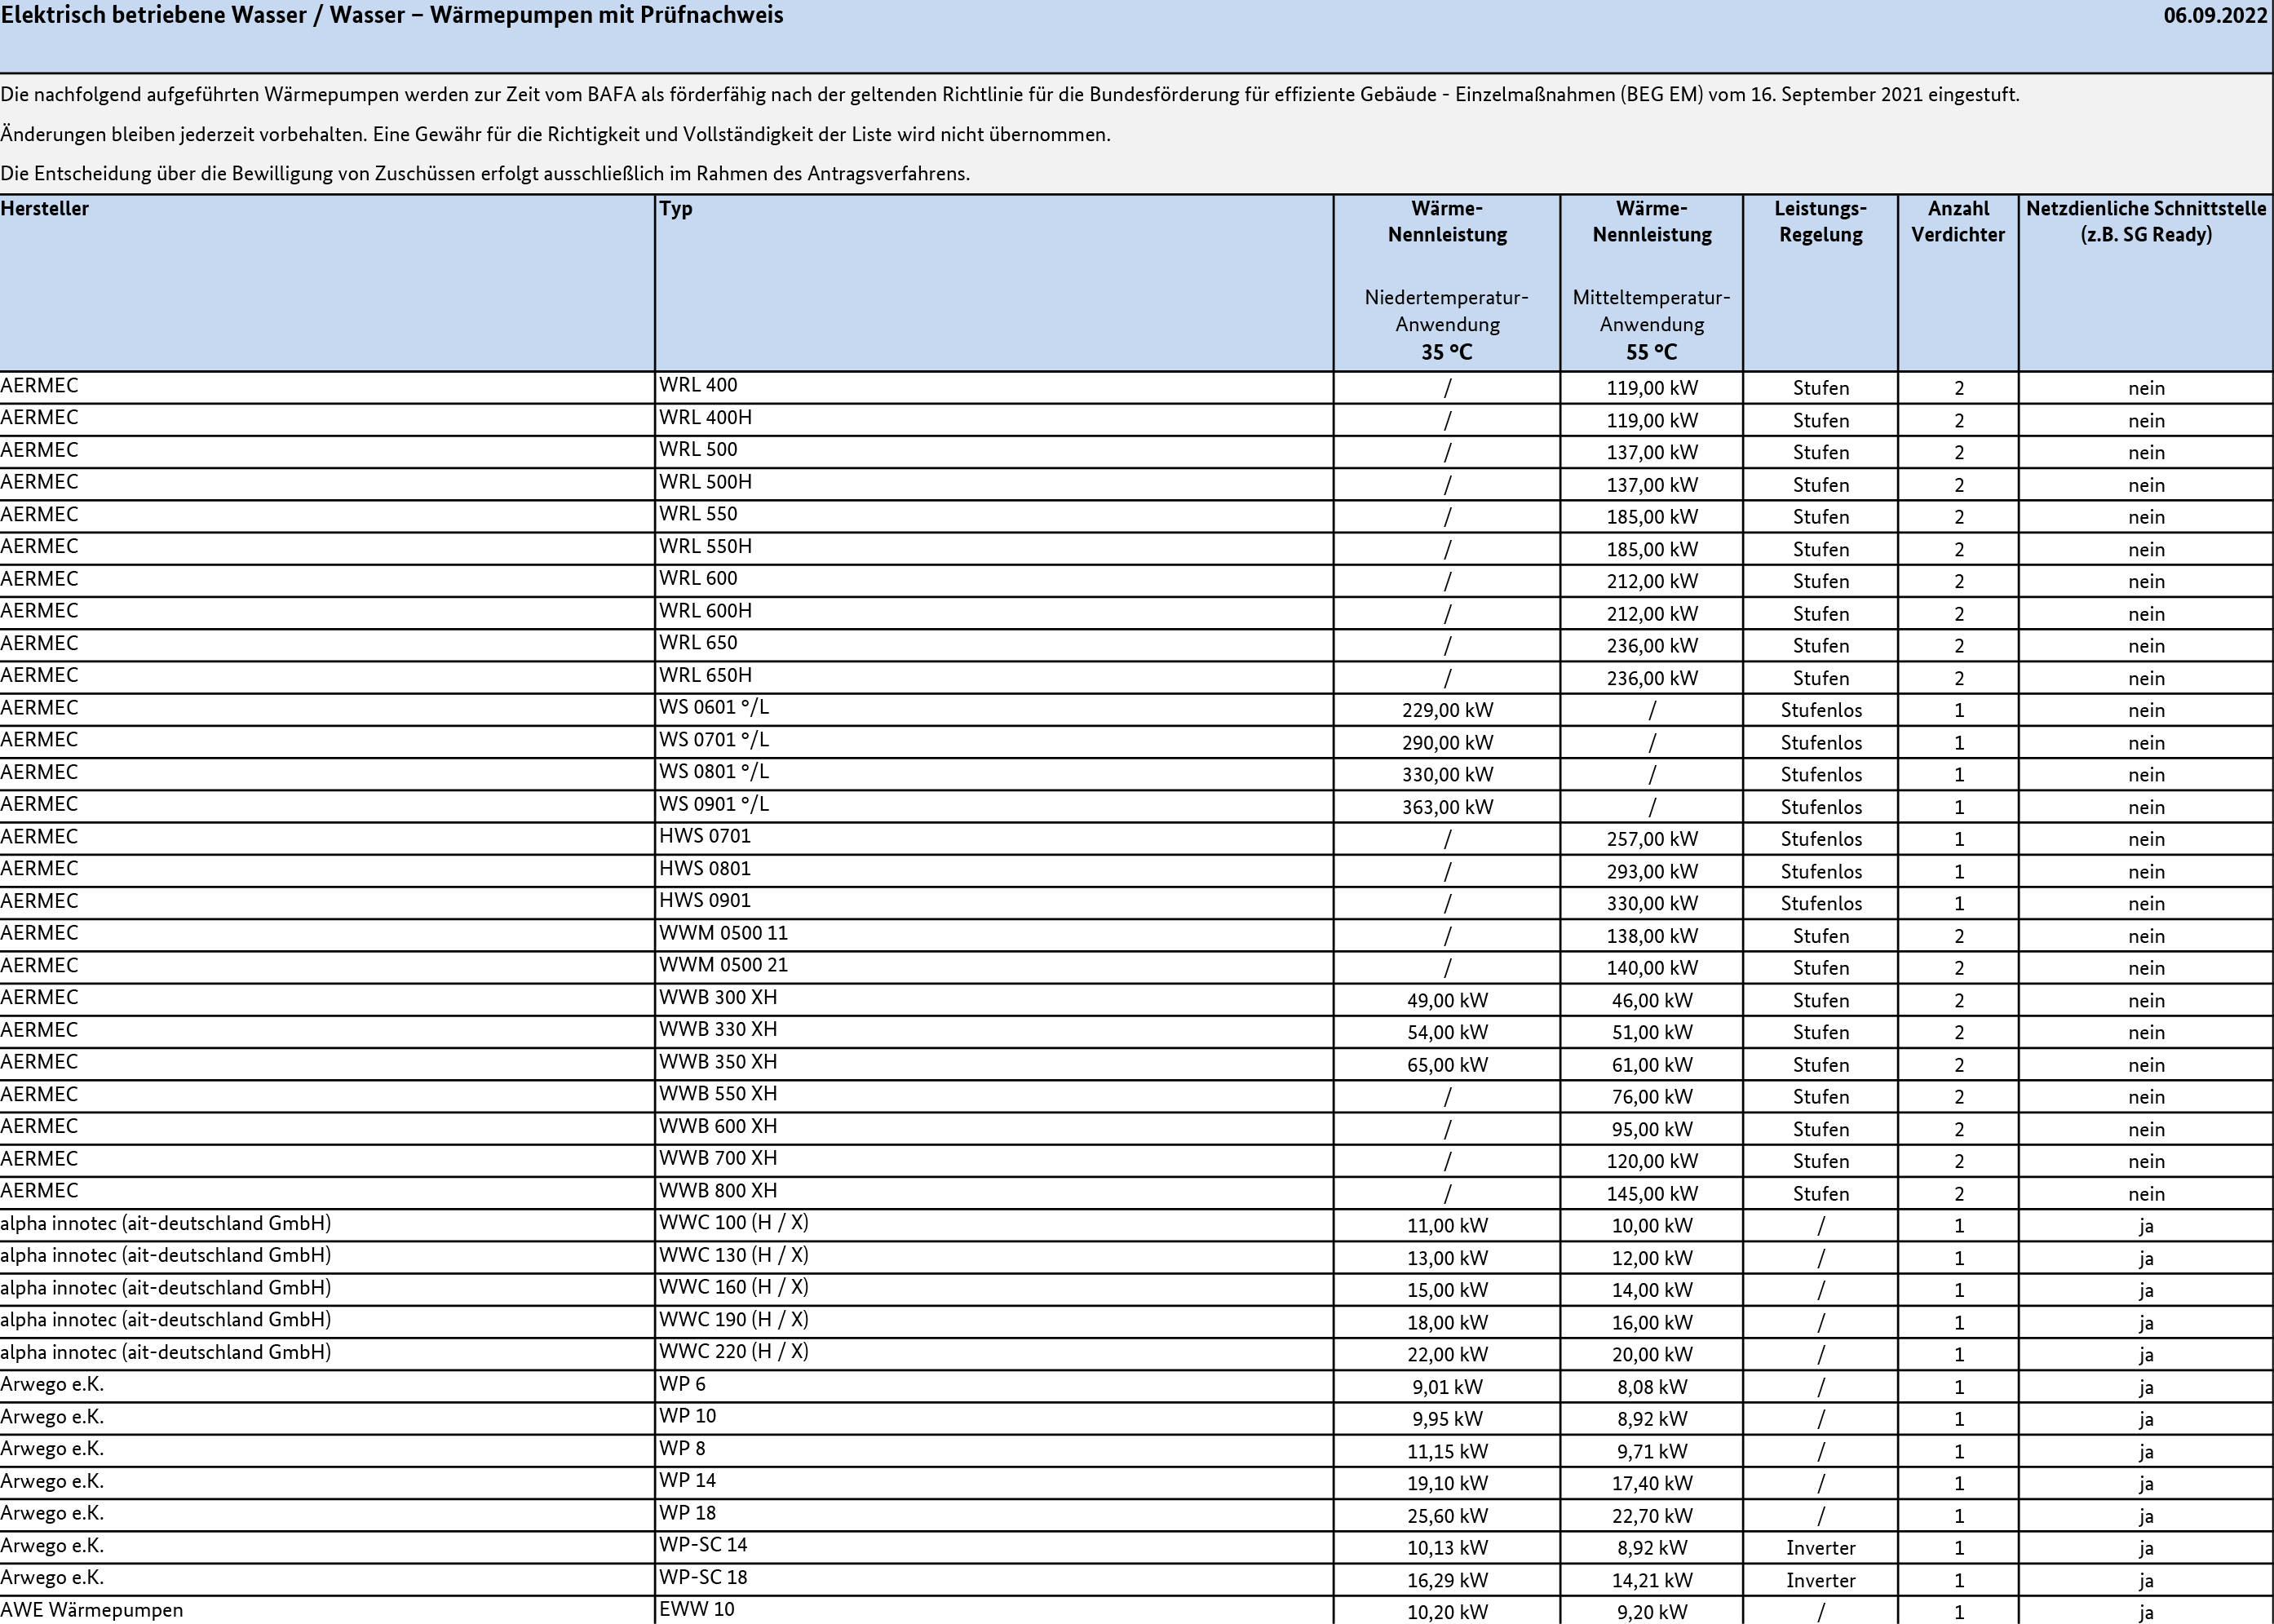 Elektrisch betriebene Wasser / Wasser – Wärmepumpen mit Prüfnachweis 06.09.2022
Die nachfolgend aufgeführten Wärmepumpen werden zur Zeit vom BAFA als förderfähig nach der geltenden Richtlinie für die Bundesförderung für effiziente Gebäude - Einzelmaßnahmen (BEG EM) vom 16. September 2021 eingestuft.
Änderungen bleiben jederzeit vorbehalten. Eine Gewähr für die Richtigkeit und Vollständigkeit der Liste wird nicht übernommen.
Die Entscheidung über die Bewilligung von Zuschüssen erfolgt ausschließlich im Rahmen des Antragsverfahrens.
Hersteller Typ Wärme- Wärme- Leistungs- Anzahl Netzdienliche Schnittstelle
Nennleistung Nennleistung Regelung Verdichter (z.B. SG Ready)
Niedertemperatur- Mitteltemperatur-
Anwendung Anwendung
35 °C 55 °C
AERMEC WRL 400 / 119,00 kW Stufen 2 nein
AERMEC WRL 400H / 119,00 kW Stufen 2 nein
AERMEC WRL 500 / 137,00 kW Stufen 2 nein
AERMEC WRL 500H / 137,00 kW Stufen 2 nein
AERMEC WRL 550 / 185,00 kW Stufen 2 nein
AERMEC WRL 550H / 185,00 kW Stufen 2 nein
AERMEC WRL 600 / 212,00 kW Stufen 2 nein
AERMEC WRL 600H / 212,00 kW Stufen 2 nein
AERMEC WRL 650 / 236,00 kW Stufen 2 nein
AERMEC WRL 650H / 236,00 kW Stufen 2 nein
AERMEC WS 0601 °/L 229,00 kW / Stufenlos 1 nein
AERMEC WS 0701 °/L 290,00 kW / Stufenlos 1 nein
AERMEC WS 0801 °/L 330,00 kW / Stufenlos 1 nein
AERMEC WS 0901 °/L 363,00 kW / Stufenlos 1 nein
AERMEC HWS 0701 / 257,00 kW Stufenlos 1 nein
AERMEC HWS 0801 / 293,00 kW Stufenlos 1 nein
AERMEC HWS 0901 / 330,00 kW Stufenlos 1 nein
AERMEC WWM 0500 11 / 138,00 kW Stufen 2 nein
AERMEC WWM 0500 21 / 140,00 kW Stufen 2 nein
AERMEC WWB 300 XH 49,00 kW 46,00 kW Stufen 2 nein
AERMEC WWB 330 XH 54,00 kW 51,00 kW Stufen 2 nein
AERMEC WWB 350 XH 65,00 kW 61,00 kW Stufen 2 nein
AERMEC WWB 550 XH / 76,00 kW Stufen 2 nein
AERMEC WWB 600 XH / 95,00 kW Stufen 2 nein
AERMEC WWB 700 XH / 120,00 kW Stufen 2 nein
AERMEC WWB 800 XH / 145,00 kW Stufen 2 nein
alpha innotec (ait-deutschland GmbH) WWC 100 (H / X) 11,00 kW 10,00 kW / 1 ja
alpha innotec (ait-deutschland GmbH) WWC 130 (H / X) 13,00 kW 12,00 kW / 1 ja
alpha innotec (ait-deutschland GmbH) WWC 160 (H / X) 15,00 kW 14,00 kW / 1 ja
alpha innotec (ait-deutschland GmbH) WWC 190 (H / X) 18,00 kW 16,00 kW / 1 ja
alpha innotec (ait-deutschland GmbH) WWC 220 (H / X) 22,00 kW 20,00 kW / 1 ja
Arwego e.K. WP 6 9,01 kW 8,08 kW / 1 ja
Arwego e.K. WP 10 9,95 kW 8,92 kW / 1 ja
Arwego e.K. WP 8 11,15 kW 9,71 kW / 1 ja
Arwego e.K. WP 14 19,10 kW 17,40 kW / 1 ja
Arwego e.K. WP 18 25,60 kW 22,70 kW / 1 ja
Arwego e.K. WP-SC 14 10,13 kW 8,92 kW Inverter 1 ja
Arwego e.K. WP-SC 18 16,29 kW 14,21 kW Inverter 1 ja
AWE Wärmepumpen EWW 10 10,20 kW 9,20 kW / 1 ja